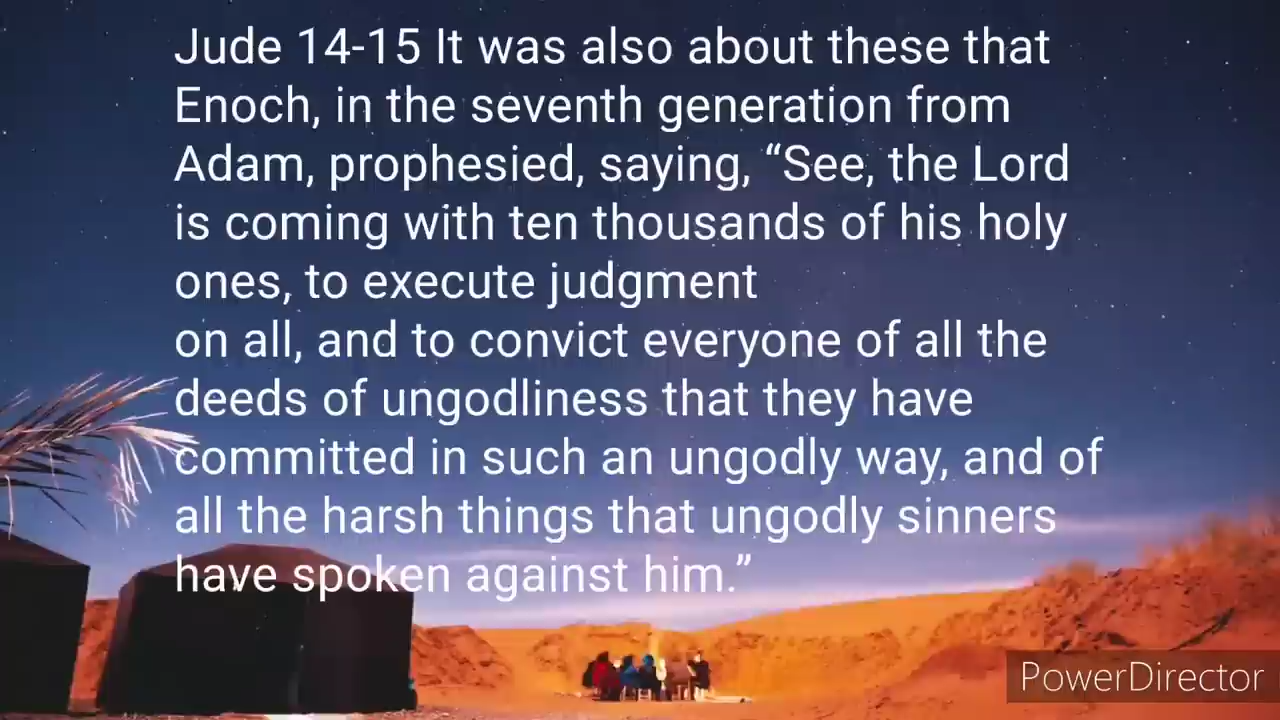 Jude 14-15 It was also about these that
Enoch, in the seventh generation from
Adam, prophesied, saying, “See, the Lord
is coming with ten thousands of his holy
ones, to execute judgment
on all, and to convict everyone of all the
deeds of ungodliness that they have
committed in such an ungodly way, and of
all the harsh things that ungodly sinners
have spoken against him.”
PowerDirector